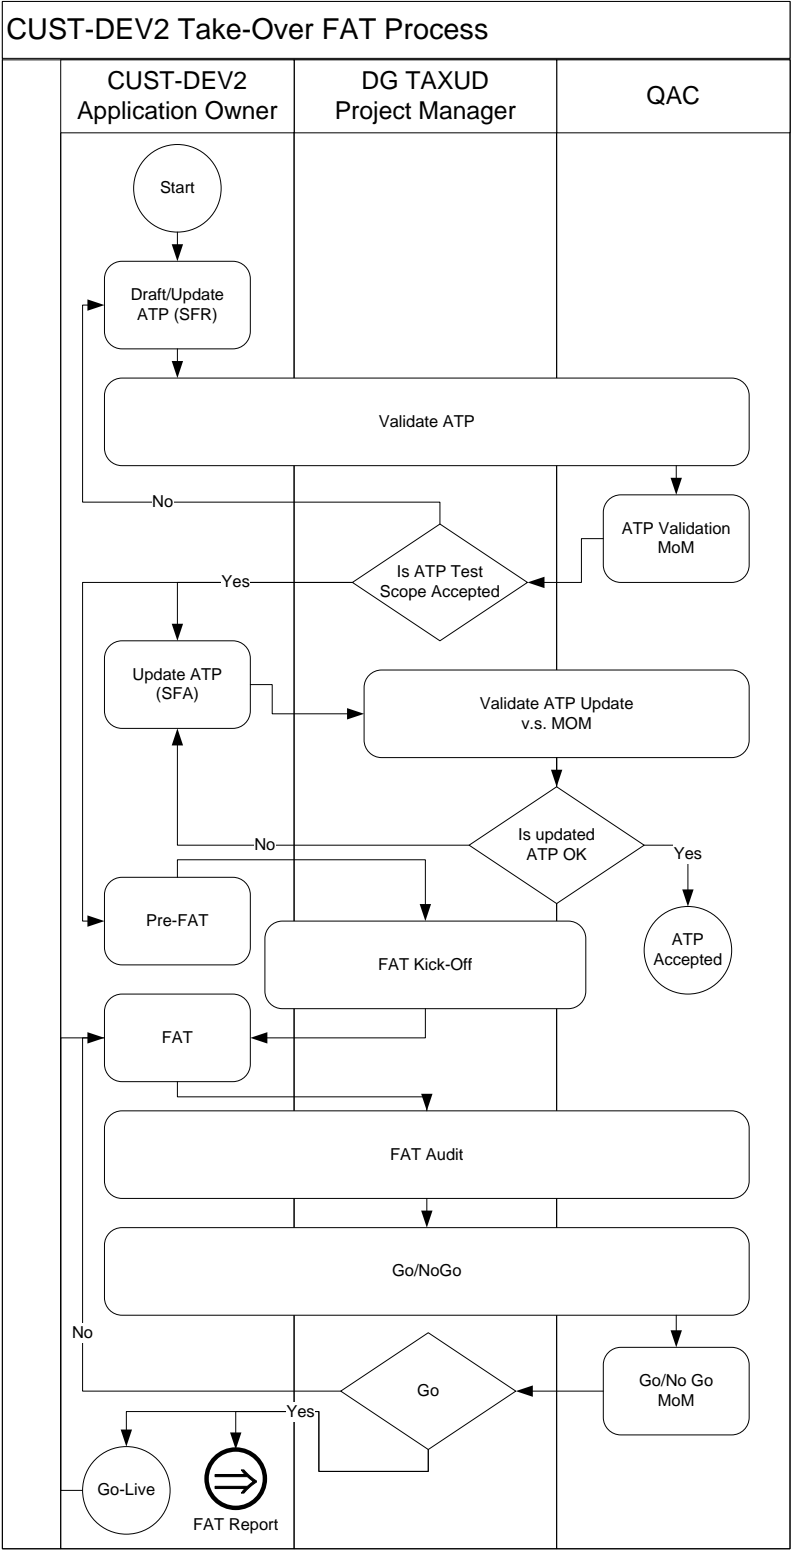 CUST-DEV2 Take-Over FAT Process
CUST-DEV2
Application Owner
DG TAXUD
Project Manager
QAC
Start
Draft/Update
ATP (SFR)
Validate ATP
No
ATP Validation
MoM
Is ATP Test
Scope Accepted
Yes
Update ATP
(SFA)
Validate ATP Update
v.s. MOM
Is updated
ATP OK
No
Yes
Pre-FAT
ATP
Accepted
FAT Kick-Off
FAT
FAT Audit
Go/NoGo
No
Go/No Go
MoM
Go
Yes
Go-Live
FAT Report